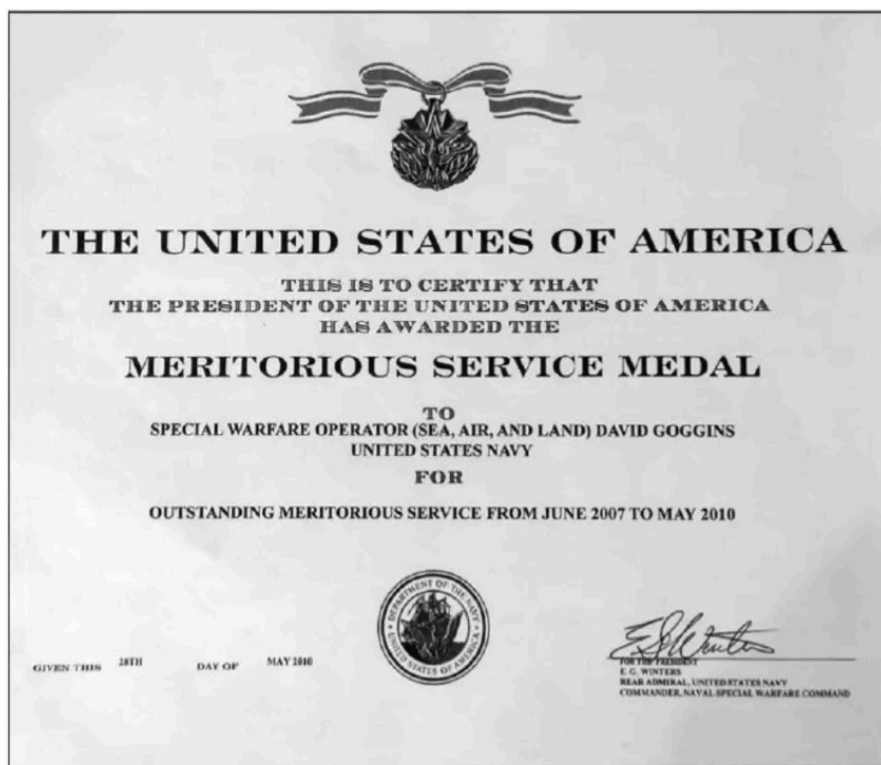 THE UNITED STATES OF AMERICA
THIS IS TO CERTIFY THAT
THE PRESIDENT OF THE UNITED STATES OF AMERICA
HAS AWARDED THE
MERITORIOUS SERVICE MEDAL
TO
SPECIAL WARFARE OPERATOR (SEA, AIR, AND LAND) DAVID GOGGINS
UNITED STATES NAVY
FOR
OUTSTANDING MERITORIOUS SERVICE FROM JUNE 2007 TO MAY 2010
DEPARTMENT OF THE NAVY
UNITED STATES OF AMERICA
GIVEN THIS 28TH DAY OF MAY 2010
E G Winters
FOR THE PRESIDENT
E. G. WINTERS
REAR ADMIRAL, UNITED STATES NAVY
COMMANDER, NAVAL SPECIAL WARFARE COMMAND